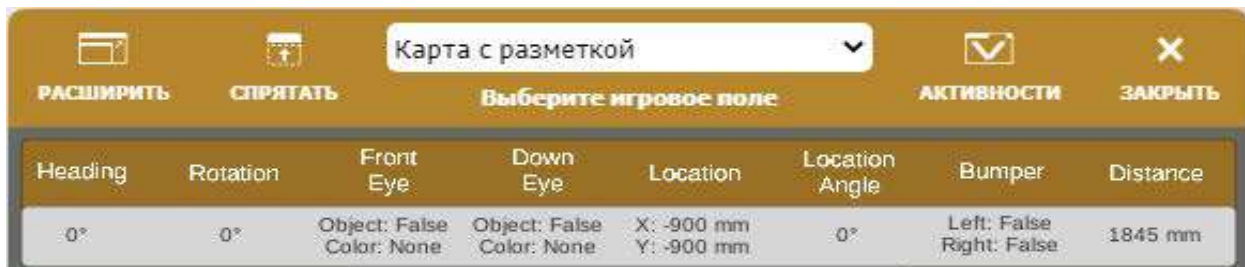 Карта с разметкой
РАСШИРИТЬ СПРЯТАТЬ Выберите игровое поле АКТИВНОСТИ ЗАКРЫТЬ
Heading Rotation Front Eye Down Eye Location Location Angle Bumper Distance
0° 0° Object: False Color: None Object: False Color: None X: -900 mm Y: -900 mm 0° Left: False Right: False 1845 mm